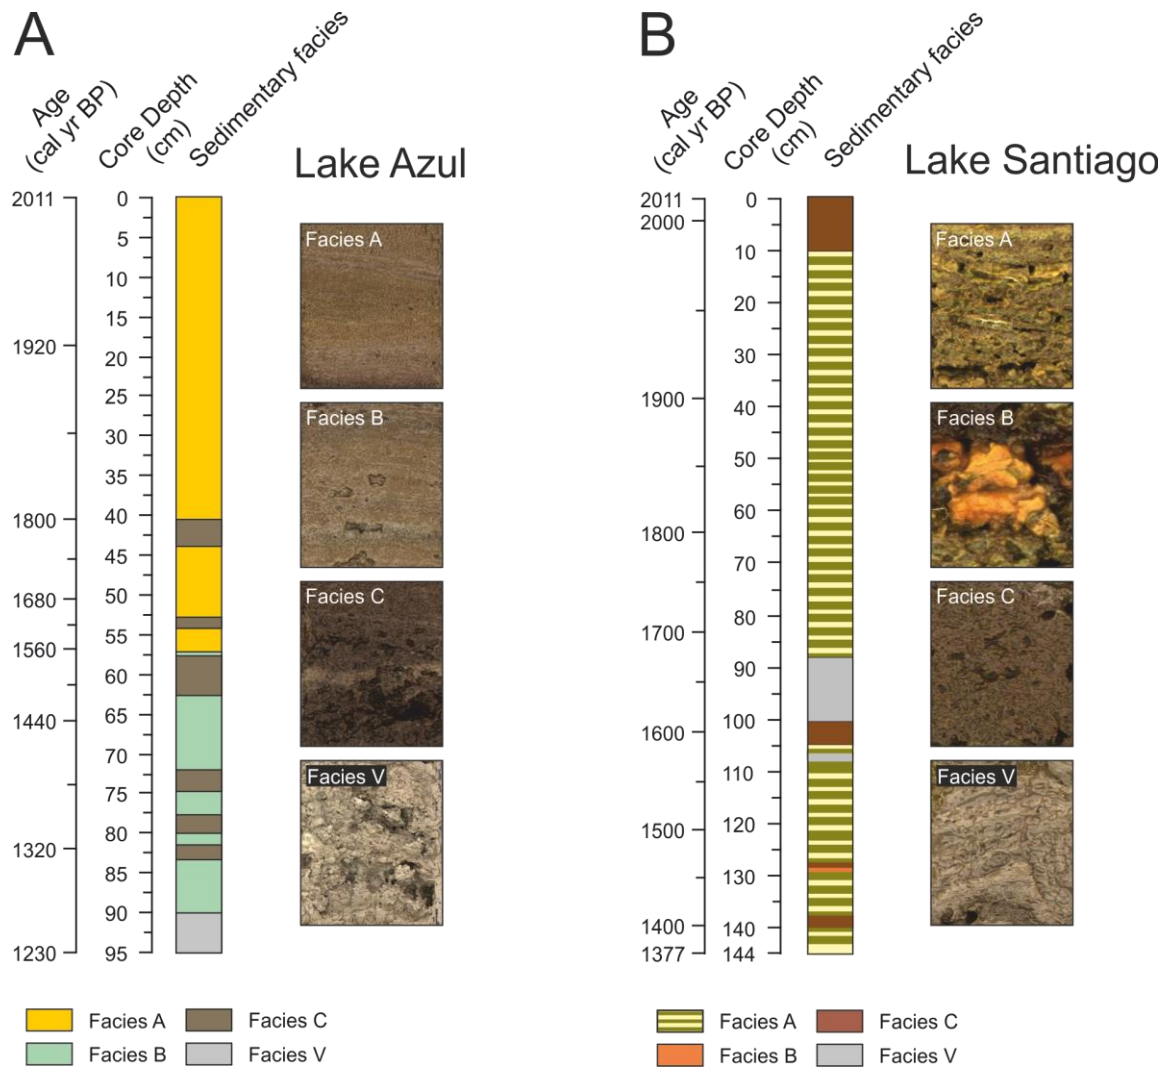 A
Age
(cal yr BP)
Core Depth
(cm)
Sedimentary facies
Lake Azul
2011
1920
1800
1680
1560
1440
1320
1230
0
5
10
15
20
25
30
35
40
45
50
55
60
65
70
75
80
85
90
95
Facies A
Facies B
Facies C
Facies V
Facies A
Facies C
Facies B
Facies V
B
Age
(cal yr BP)
Core Depth
(cm)
Sedimentary facies
Lake Santiago
2011
2000
1900
1800
1700
1600
1500
1400
1377
0
10
20
30
40
50
60
70
80
90
100
110
120
130
140
144
Facies A
Facies B
Facies C
Facies V
Facies A
Facies C
Facies B
Facies V